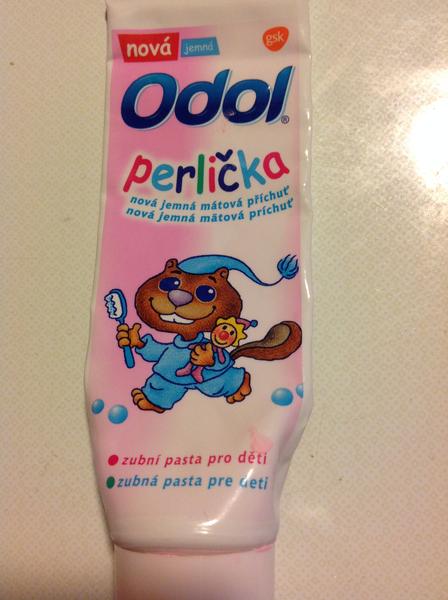 nová jemná
gsk
Odol®
perlička
nová jemná mátová příchuť
nová jemná mätová príchuť
zubní pasta pro děti
zubná pasta pre deti